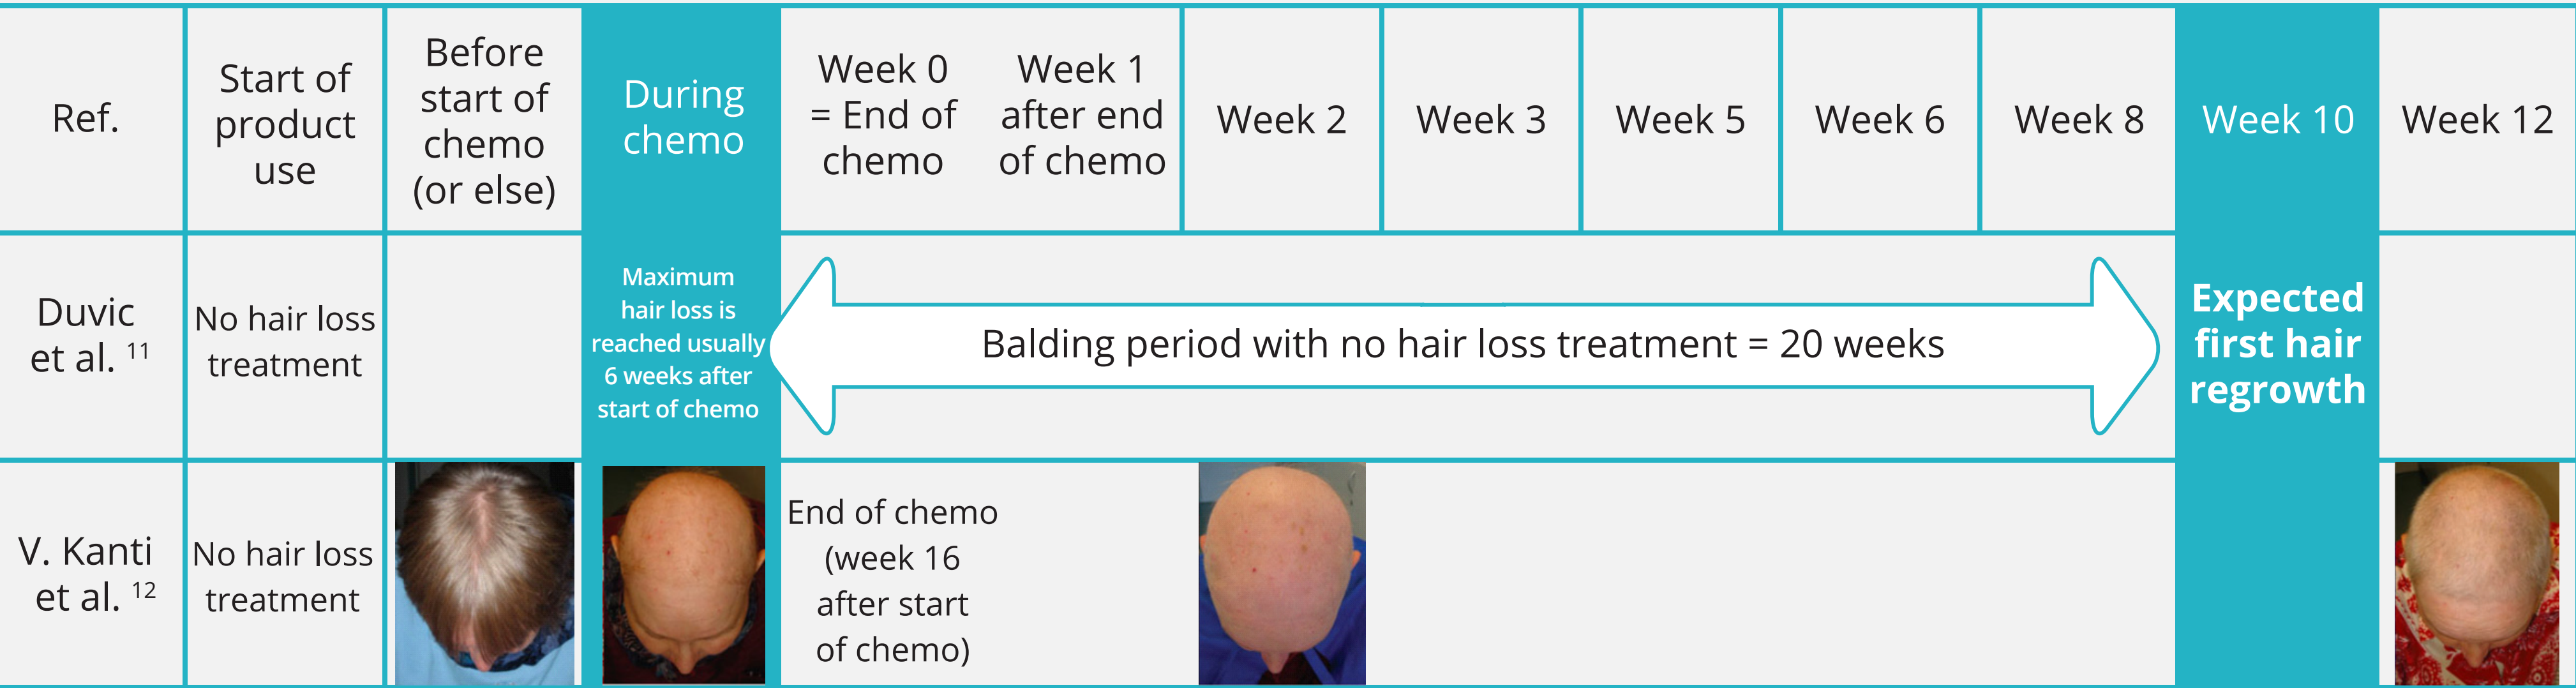 Ref.
Start of
product
use
Before
start of
chemo
(or else)
During
chemo
Week 0
= End of
chemo
Week 1
after end
of chemo
Week 2
Week 3
Week 5
Week 6
Week 8
Week 10
Week 12
Duvic
et al. 11
No hair loss
treatment
Maximum
hair loss is
reached usually
6 weeks after
start of chemo
Balding period with no hair loss treatment = 20 weeks
Expected
first hair
regrowth
V. Kanti
et al. 12
No hair loss
treatment
End of chemo
(week 16
after start
of chemo)